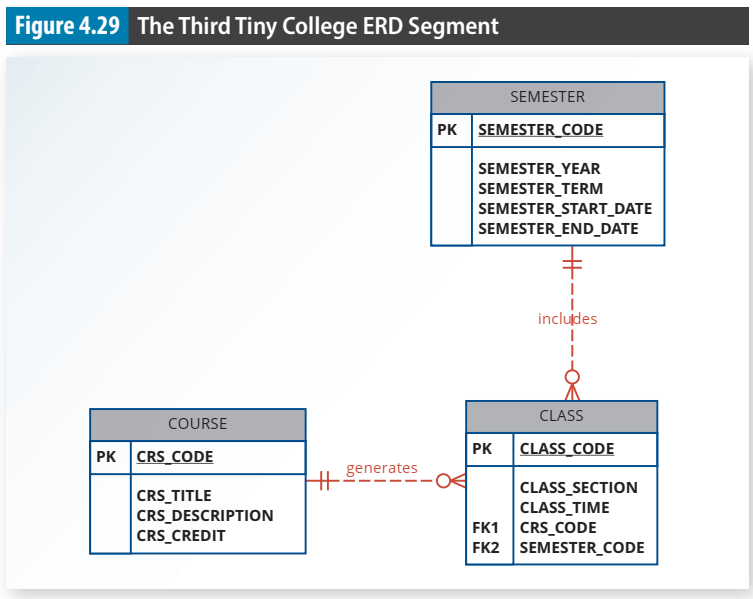 Figure 4.29 The Third Tiny College ERD Segment
SEMESTER
PK SEMESTER_CODE
SEMESTER_YEAR
SEMESTER_TERM
SEMESTER_START_DATE
SEMESTER_END_DATE
includes
COURSE
PK CRS_CODE
CRS_TITLE
CRS_DESCRIPTION
CRS_CREDIT
generates
CLASS
PK CLASS_CODE
CLASS_SECTION
CLASS_TIME
FK1 CRS_CODE
FK2 SEMESTER_CODE